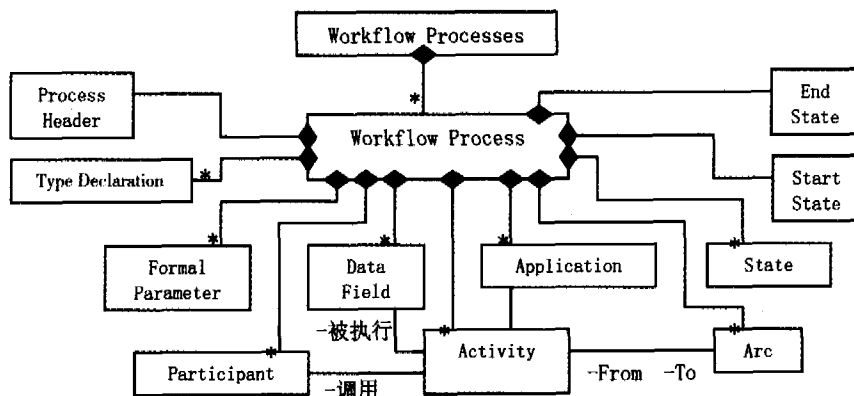 Workflow Processes
Process
Header
*
End
State
Workflow Process
Type Declaration
*
Start
State
*
*
*
*
Formal
Parameter
Data
Field
Application
State
-被执行
*
*
Activity
Arc
*
Participant
-调用
-From
-To